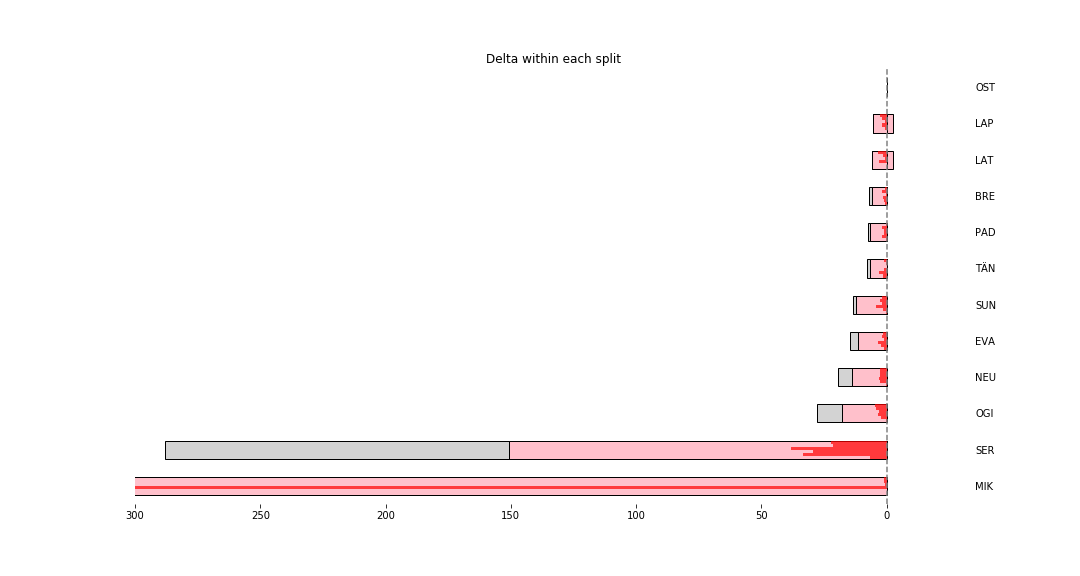 Delta within each split
OST
LAP
LAT
BRE
PAD
TÄN
SUN
EVA
NEU
OGI
SER
MIK
300 250 200 150 100 50 0